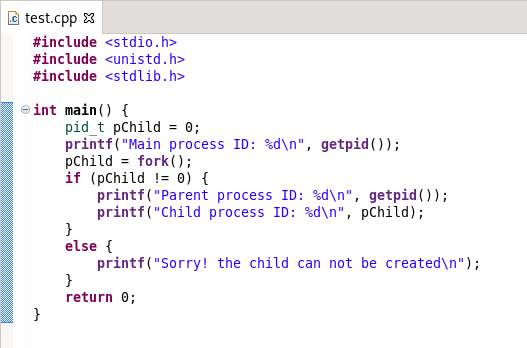 test.cpp
#include <stdio.h>
#include <unistd.h>
#include <stdlib.h>
int main() {
pid_t pChild = 0;
printf("Main process ID: %d\n", getpid());
pChild = fork();
if (pChild != 0) {
printf("Parent process ID: %d\n", getpid());
printf("Child process ID: %d\n", pChild);
}
else {
printf("Sorry! the child can not be created\n");
}
return 0;
}